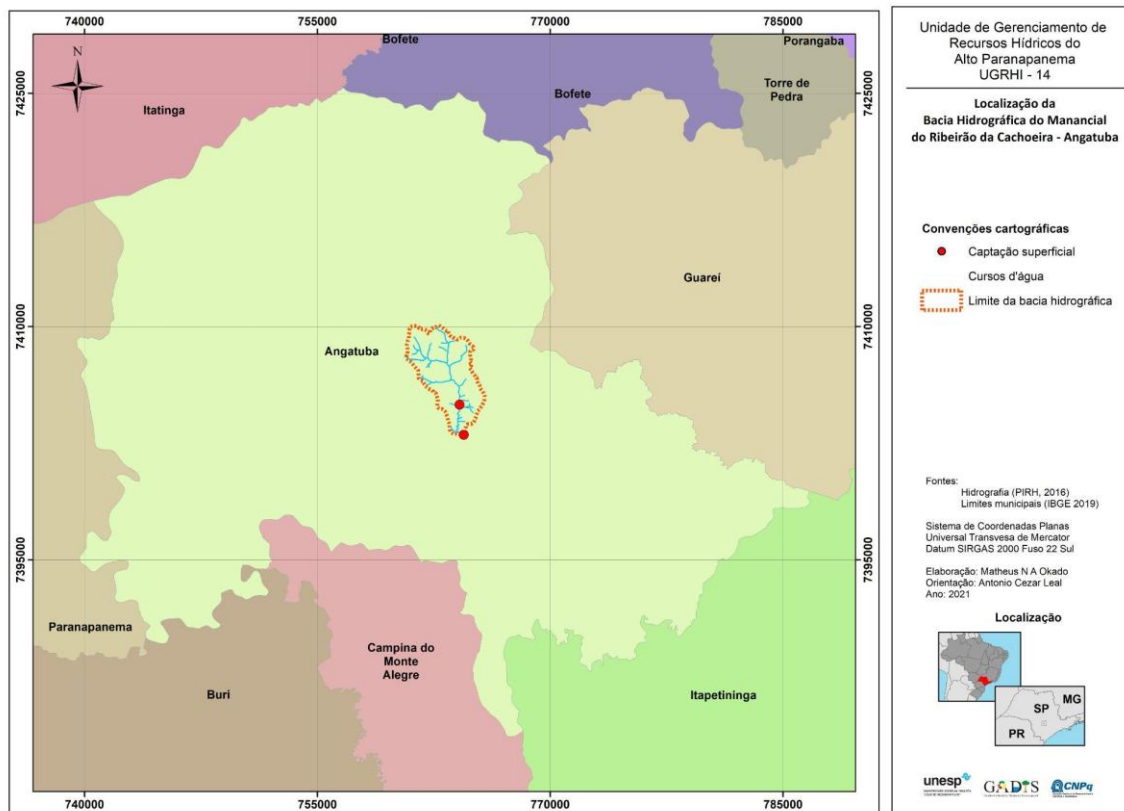 740000
755000
770000
785000
Bofete
Porangaba
N
7425000
7425000
Itatinga
Bofete
Torre de
Pedra
Guareí
7410000
7410000
Angatuba
7395000
7395000
Paranapanema
Campina do
Monte
Alegre
Buri
Itapetininga
740000
755000
770000
785000
Unidade de Gerenciamento de
Recursos Hídricos do
Alto Paranapanema
UGRHI - 14
Localização da
Bacia Hidrográfica do Manancial
do Ribeirão da Cachoeira - Angatuba
Convenções cartográficas
Captação superficial
Cursos d'água
Limite da bacia hidrográfica
Fontes:
Hidrografia (PIRH, 2016)
Limites municipais (IBGE 2019)
Sistema de Coordenadas Planas
Universal Transvesa de Mercator
Datum SIRGAS 2000 Fuso 22 Sul
Elaboração: Matheus N A Okado
Orientação: Antonio Cezar Leal
Ano: 2021
Localização
SP
MG
PR
unesp
GADIS
CNPq